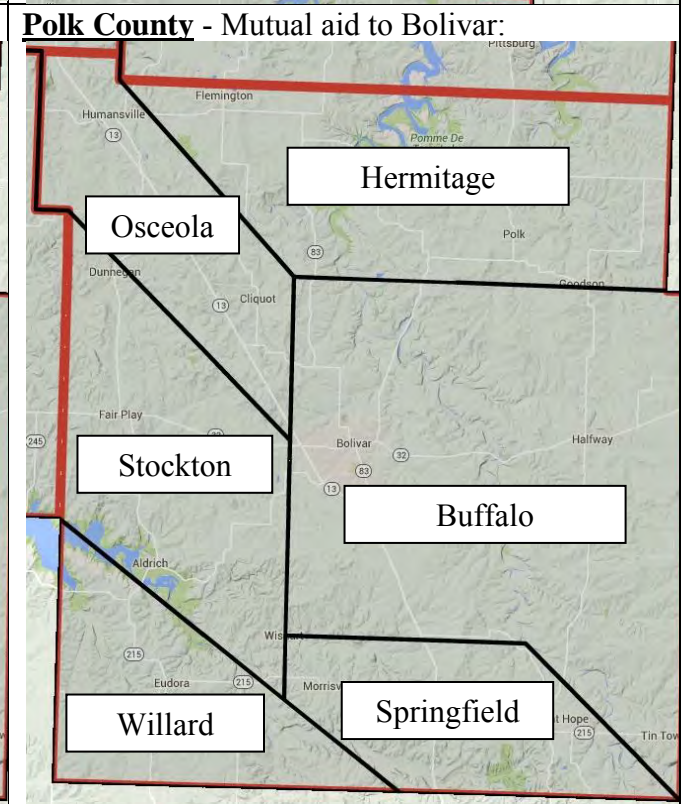 Polk County - Mutual aid to Bolivar:
Pittsburg
Flemington
Humansville
13
Pomme De
Hermitage
Osceola
Polk
83
Dunnegan
Goodson
Cliquot
13
Fair Play
245
32
Bolivar
Halfway
32
Stockton
83
13
Buffalo
Aldrich
215
Eudora
215
Morrisv
Springfield
t Hope
215
Tin Tow
Willard